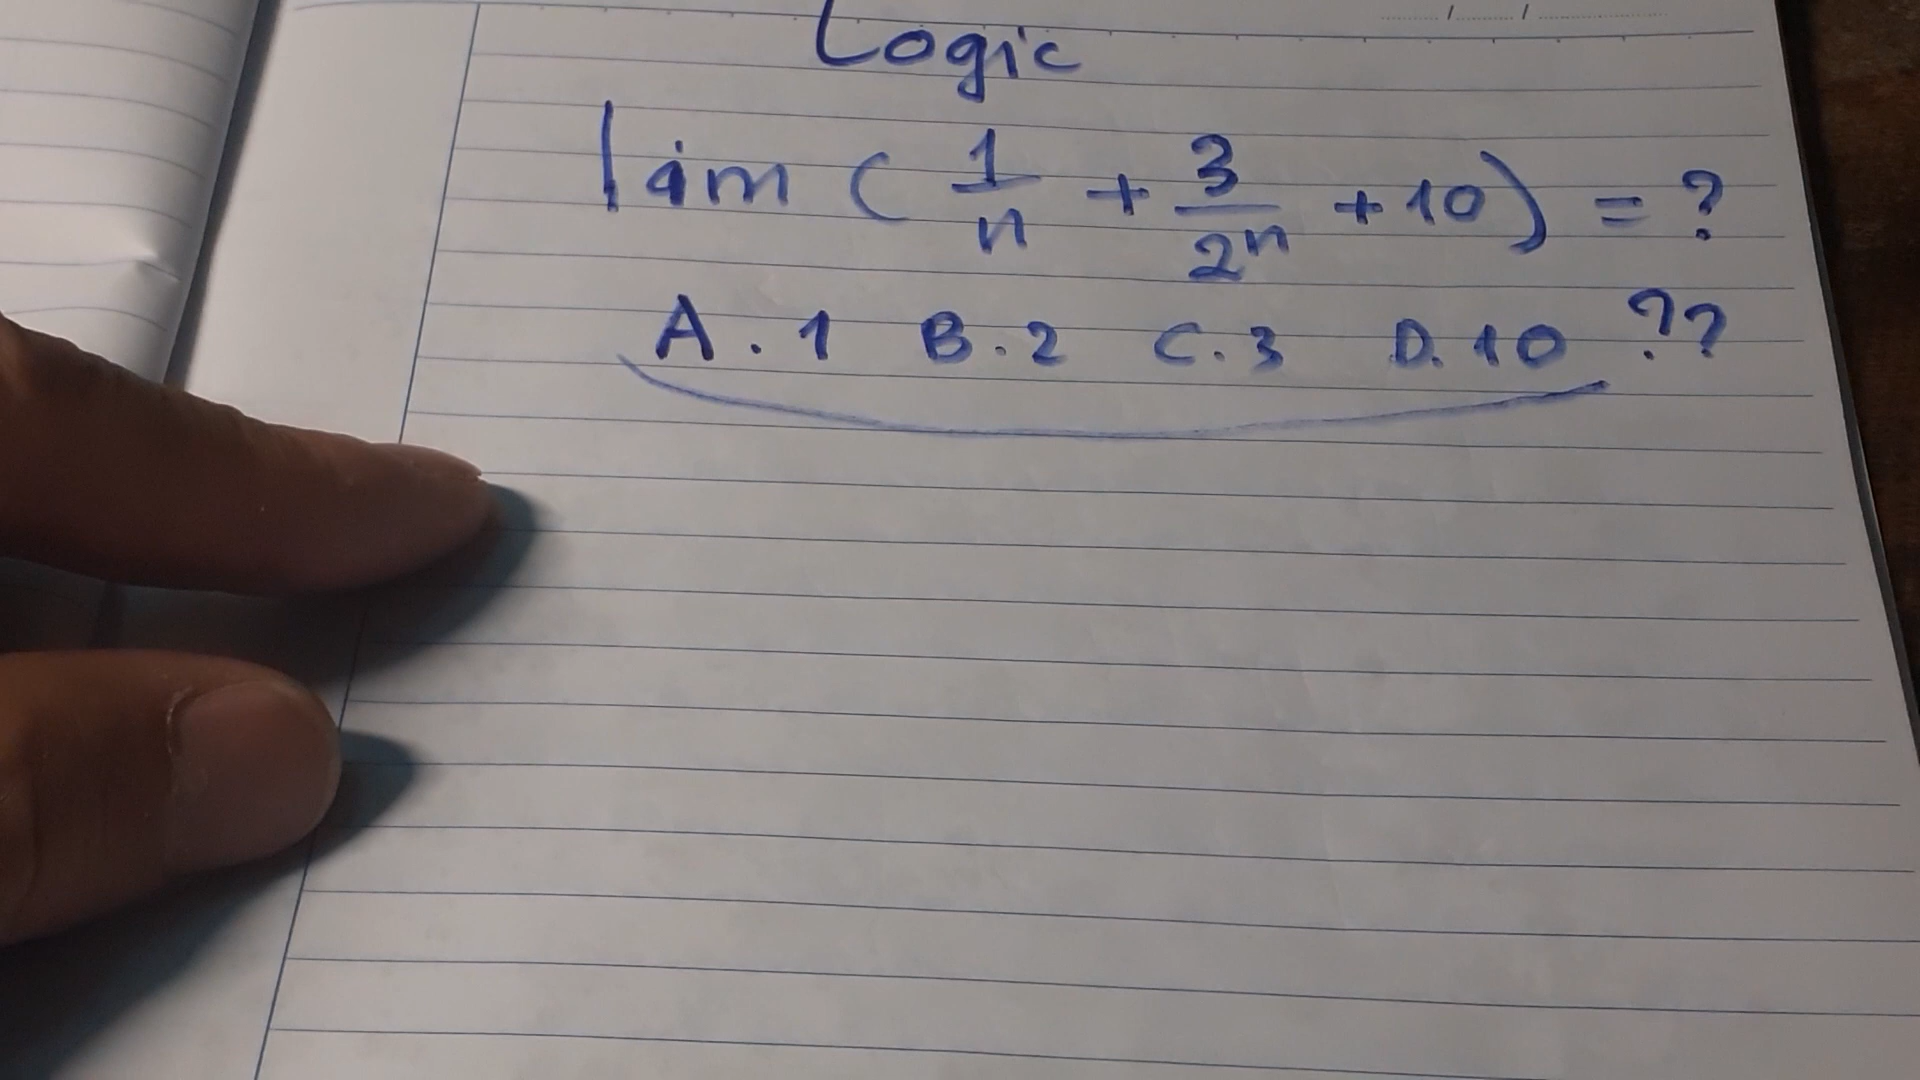 Logic
lim ( 1/n + 3/2ⁿ + 10 ) = ?
A. 1 B. 2 C. 3 D. 10 ??